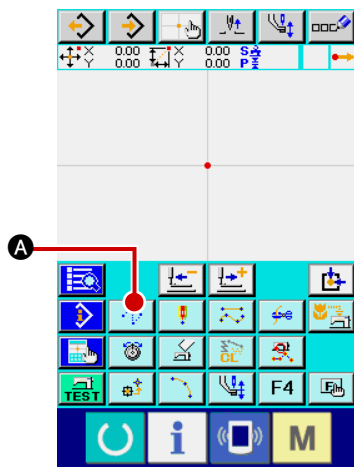 X 0.00 X 0.00 S
Y 0.00 Y 0.00 P
A
CL
TEST F4 F
i M